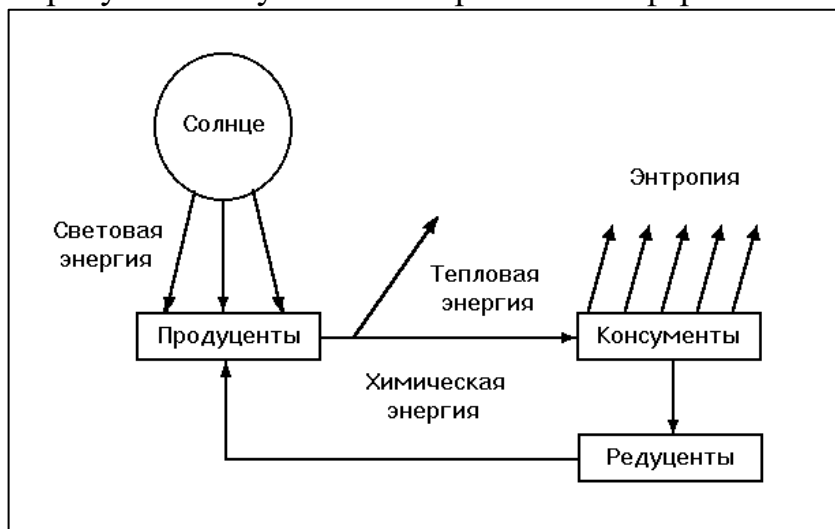 Солнце
Энтропия
Световая
энергия
Тепловая
энергия
Продуценты
Консументы
Химическая
энергия
Редуценты